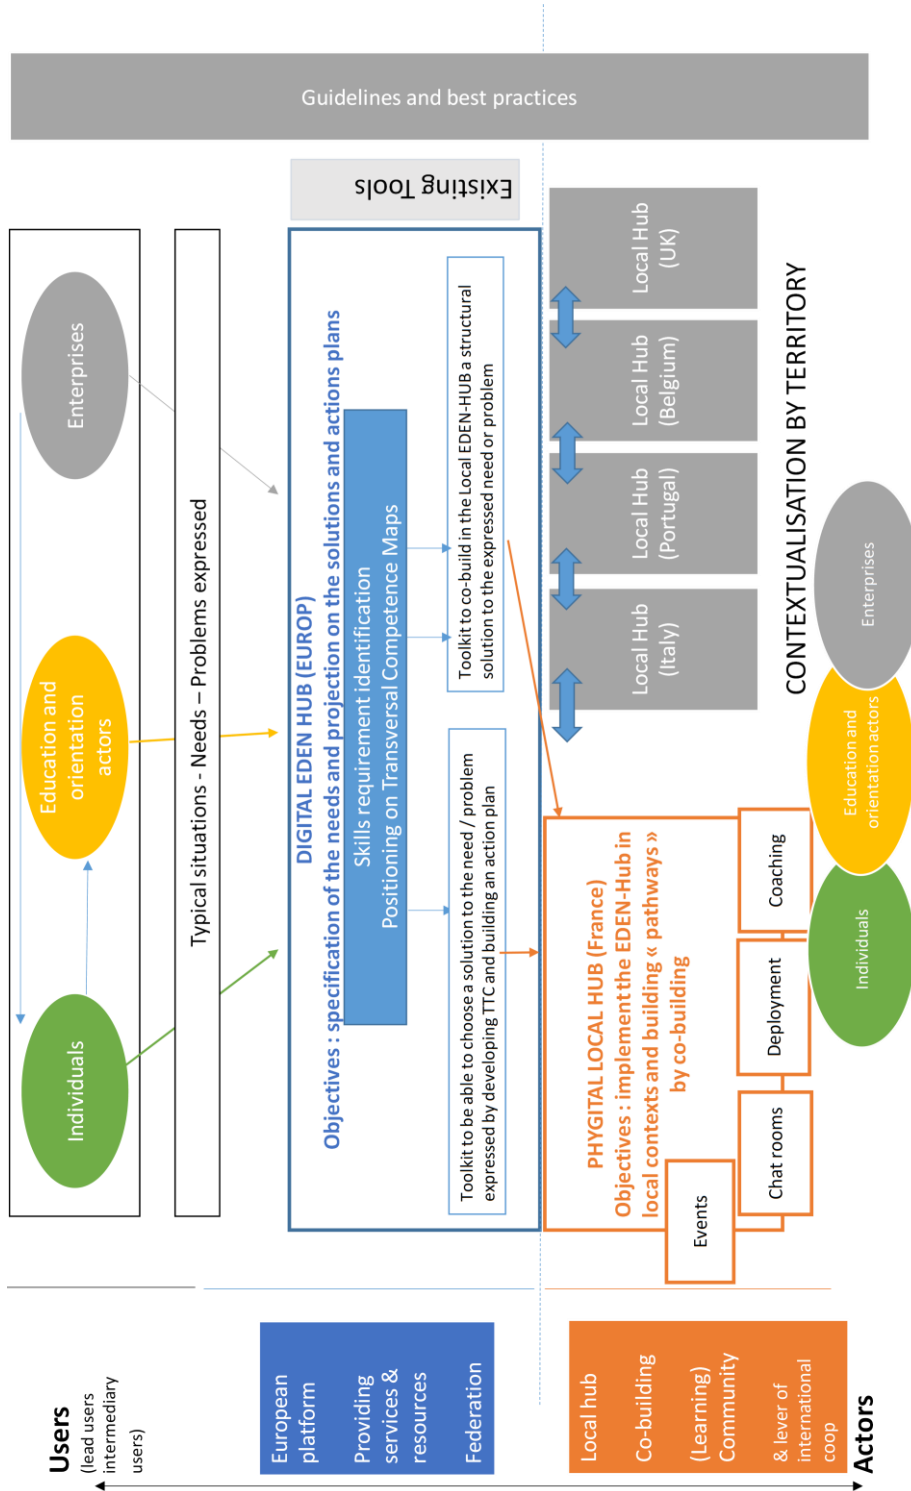 Users
(lead users
intermediary
users)
Individuals
Education and
orientation
actors
Enterprises
Typical situations - Needs – Problems expressed
European
platform
Providing
services &
resources
Federation
DIGITAL EDEN HUB (EUROP)
Objectives : specification of the needs and projection on the solutions and actions plans
Skills requirement identification
Positioning on Transversal Competence Maps
Toolkit to be able to choose a solution to the need / problem
expressed by developing TTC and building an action plan
Toolkit to co-build in the Local EDEN-HUB a structural
solution to the expressed need or problem
Existing Tools
Guidelines and best practices
Local hub
Co-building
(Learning)
Community
& lever of
international
coop
PHYGITAL LOCAL HUB (France)
Objectives : implement the EDEN-Hub in
local contexts and building « pathways »
by co-building
Events
Chat rooms
Deployment
Coaching
Local Hub
(Italy)
Local Hub
(Portugal)
Local Hub
(Belgium)
Local Hub
(UK)
CONTEXTUALISATION BY TERRITORY
Individuals
Education and
orientation actors
Enterprises
Actors